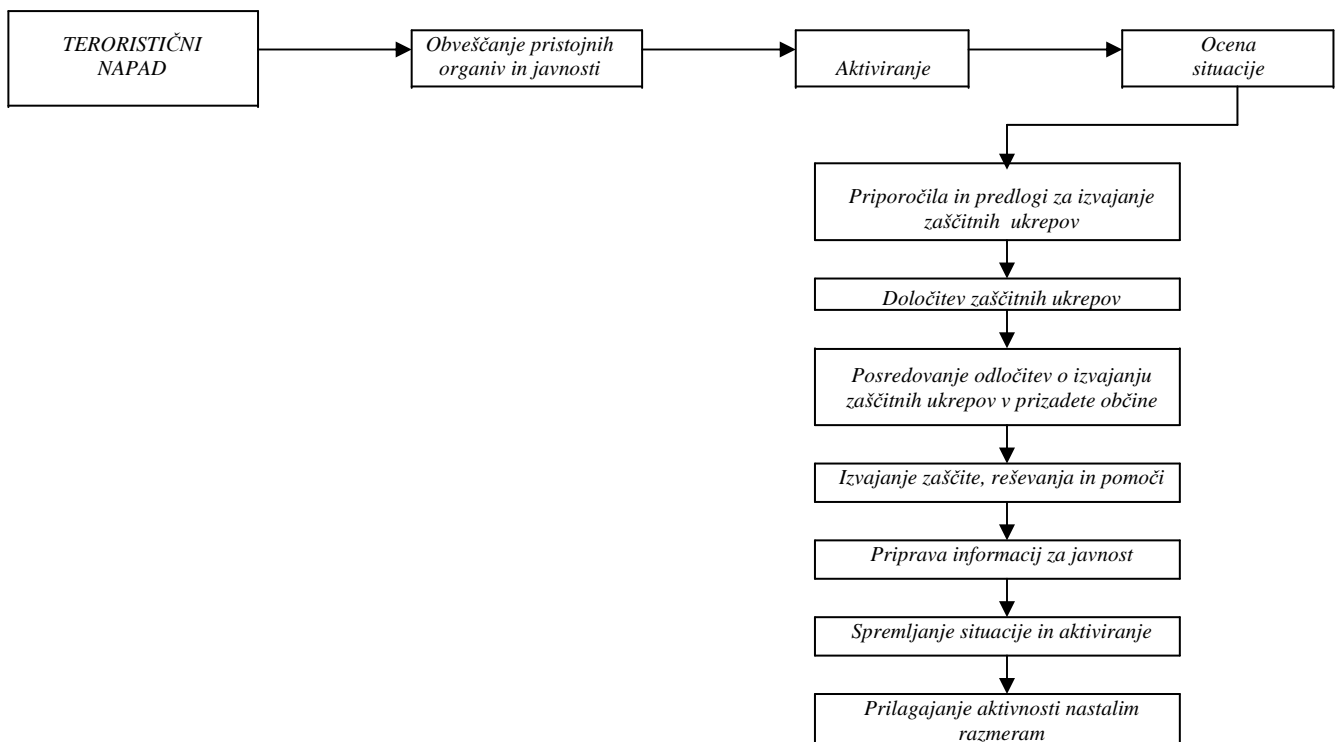 TERORISTIČNI
NAPAD
Obveščanje pristojnih
organiv in javnosti
Aktiviranje
Ocena
situacije
Priporočila in predlogi za izvajanje
zaščitnih ukrepov
Določitev zaščitnih ukrepov
Posredovanje odločitev o izvajanju
zaščitnih ukrepov v prizadete občine
Izvajanje zaščite, reševanja in pomoči
Priprava informacij za javnost
Spremljanje situacije in aktiviranje
Prilagajanje aktivnosti nastalim
razmeram